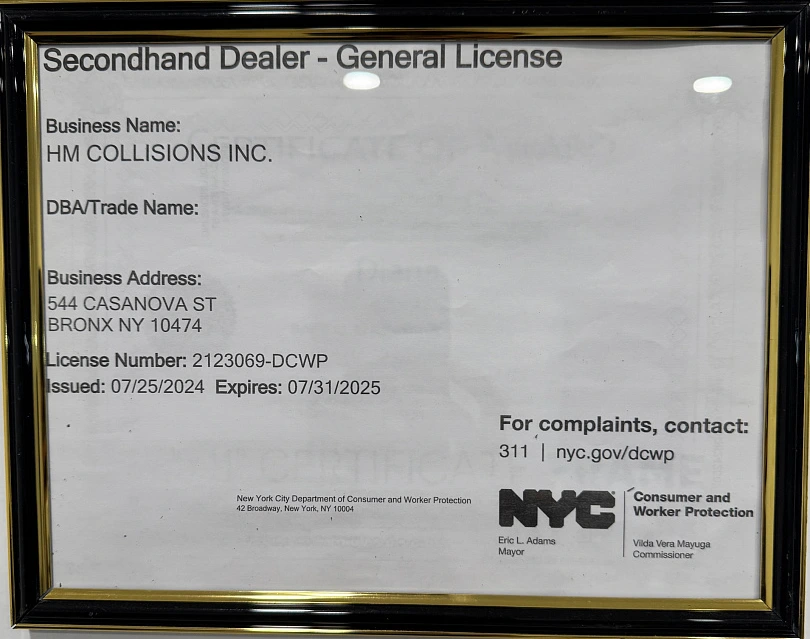 Secondhand Dealer - General License
Business Name:
HM COLLISIONS INC.
DBA/Trade Name:
Business Address:
544 CASANOVA ST
BRONX NY 10474
License Number: 2123069-DCWP
Issued: 07/25/2024 Expires: 07/31/2025
For complaints, contact:
311 | nyc.gov/dcwp
New York City Department of Consumer and Worker Protection
42 Broadway, New York, NY 10004
NYC
Consumer and
Worker Protection
Eric L. Adams
Mayor
Vilda Vera Mayuga
Commissioner